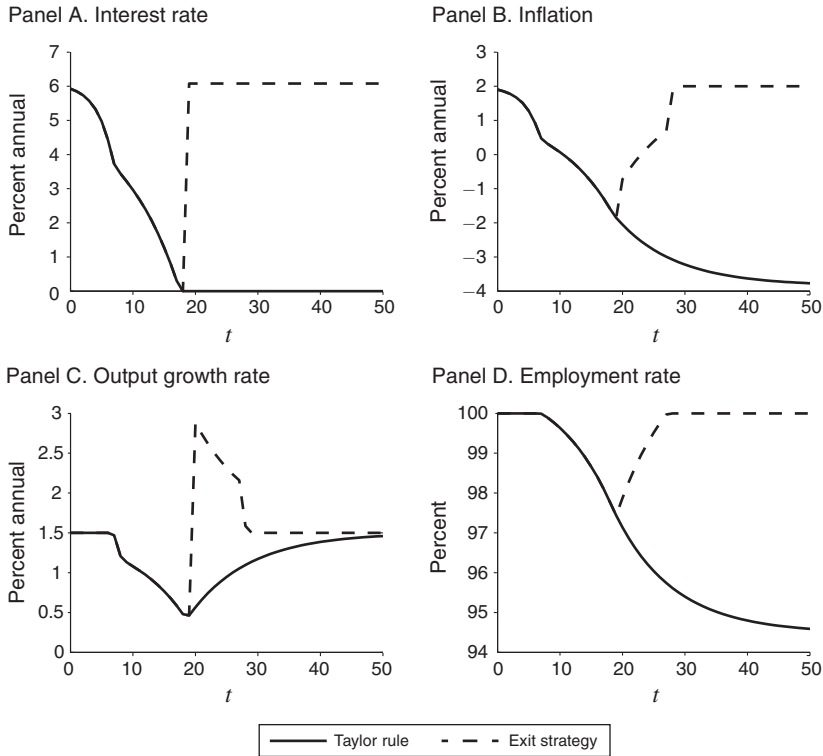 Panel A. Interest rate
Percent annual
7
6
5
4
3
2
1
0
0 10 20 30 40 50
t
Panel B. Inflation
Percent annual
3
2
1
0
−1
−2
−3
−4
0 10 20 30 40 50
t
Panel C. Output growth rate
Percent annual
3
2.5
2
1.5
1
0.5
0
0 10 20 30 40 50
t
Panel D. Employment rate
Percent
100
99
98
97
96
95
94
0 10 20 30 40 50
t
Taylor rule Exit strategy